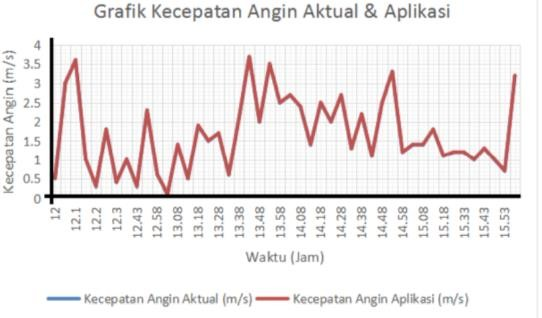 Grafik Kecepatan Angin Aktual & Aplikasi
Kecepatan Angin (m/s)
4
3.5
3
2.5
2
1.5
1
0.5
0
12 12.1 12.2 12.3 12.43 12.58 13.08 13.18 13.28 13.38 13.48 13.58 14.08 14.18 14.28 14.38 14.48 14.58 15.08 15.18 15.33 15.43 15.53
Waktu (Jam)
Kecepatan Angin Aktual (m/s) Kecepatan Angin Aplikasi (m/s)